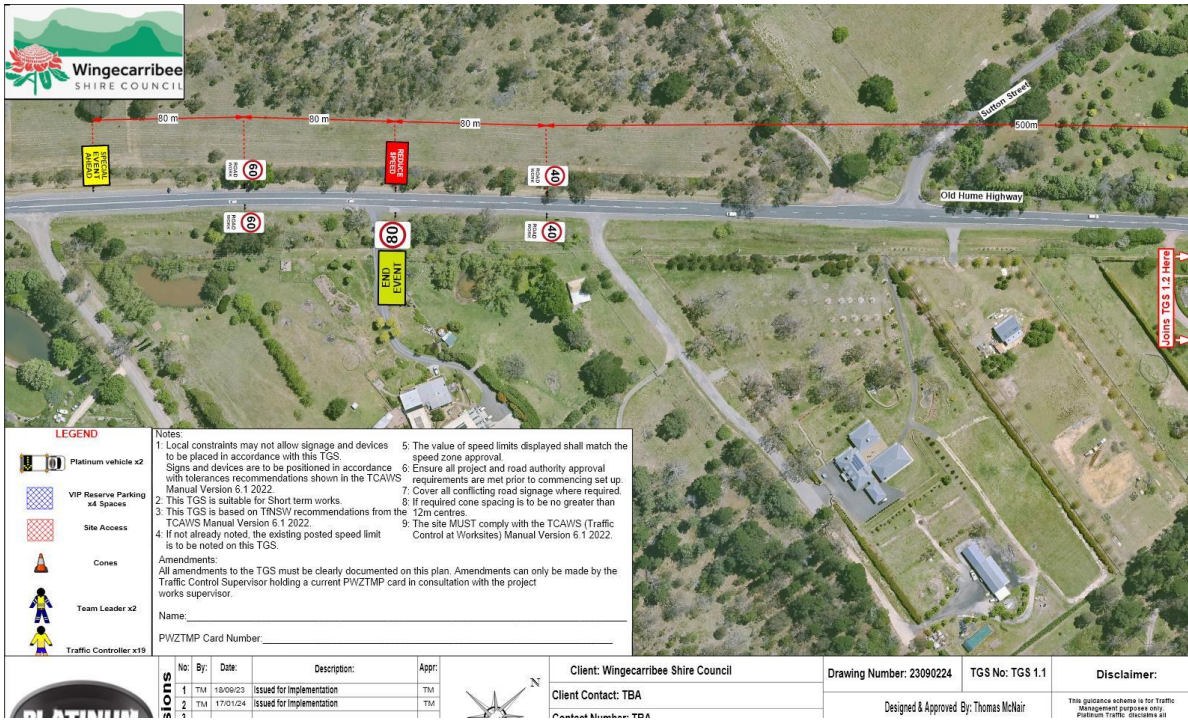 Wingecarribee
SHIRE COUNCIL
80 m
80 m
80 m
500m
Sutton Street
SPECIAL
EVENT
AHEAD
ROAD
WORK
60
REDUCE
SPEED
ROAD
WORK
40
Old Hume Highway
ROAD
WORK
60
80
END
EVENT
ROAD
WORK
40
Joins TGS 1.2 Here
LEGEND
Platinum vehicle x2
VIP Reserve Parking
x4 Spaces
Site Access
Cones
Team Leader x2
Traffic Controller x19
Notes:
1: Local constraints may not allow signage and devices
to be placed in accordance with this TGS.
Signs and devices are to be positioned in accordance
with tolerances recommendations shown in the TCAWS
Manual Version 6.1 2022.
2: This TGS is suitable for Short term works.
3: This TGS is based on TfNSW recommendations from the
TCAWS Manual Version 6.1 2022.
4: If not already noted, the existing posted speed limit
is to be noted on this TGS.
5: The value of speed limits displayed shall match the
speed zone approval.
6: Ensure all project and road authority approval
requirements are met prior to commencing set up.
7: Cover all conflicting road signage where required.
8: If required cone spacing is to be no greater than
12m centres.
9: The site MUST comply with the TCAWS (Traffic
Control at Worksites) Manual Version 6.1 2022.
Amendments:
All amendments to the TGS must be clearly documented on this plan. Amendments can only be made by the
Traffic Control Supervisor holding a current PWZTMP card in consultation with the project
works supervisor.
Name:
PWZTMP Card Number:
PLATINUM
sions
No: By: Date: Description: Appr:
1 TM 18/09/23 Issued for Implementation TM
2 TM 17/01/24 Issued for Implementation TM
3
N
Client: Wingecarribee Shire Council
Client Contact: TBA
Contact Number: TBA
Drawing Number: 23090224
TGS No: TGS 1.1
Designed & Approved By: Thomas McNair
Disclaimer:
This guidance scheme is for Traffic
Management purposes only.
Platinum Traffic disclaims all